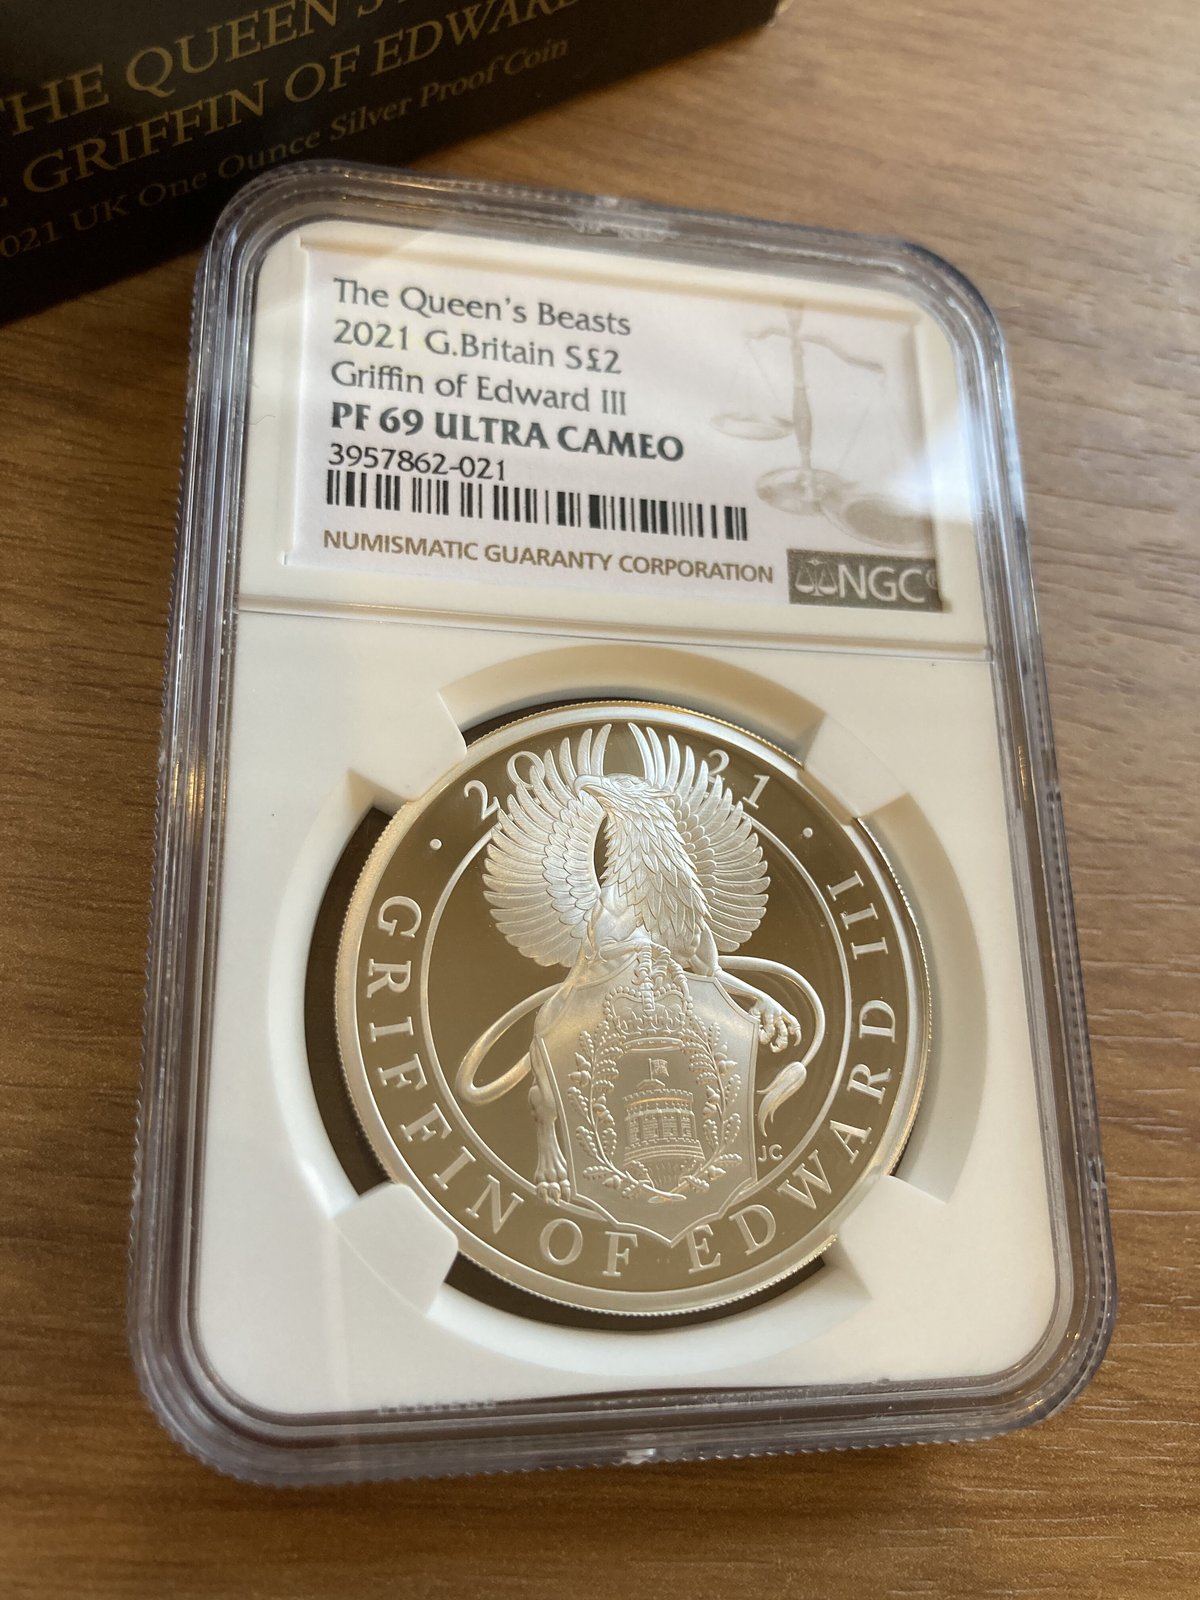 THE QUEEN'S
GRIFFIN OF EDWARD
2021 UK One Ounce Silver Proof Coin
The Queen's Beasts
2021 G.Britain S£2
Griffin of Edward III
PF 69 ULTRA CAMEO
3957862-021
NUMISMATIC GUARANTY CORPORATION
NGC
· 2021 ·
GRIFFIN OF EDWARD III
JC